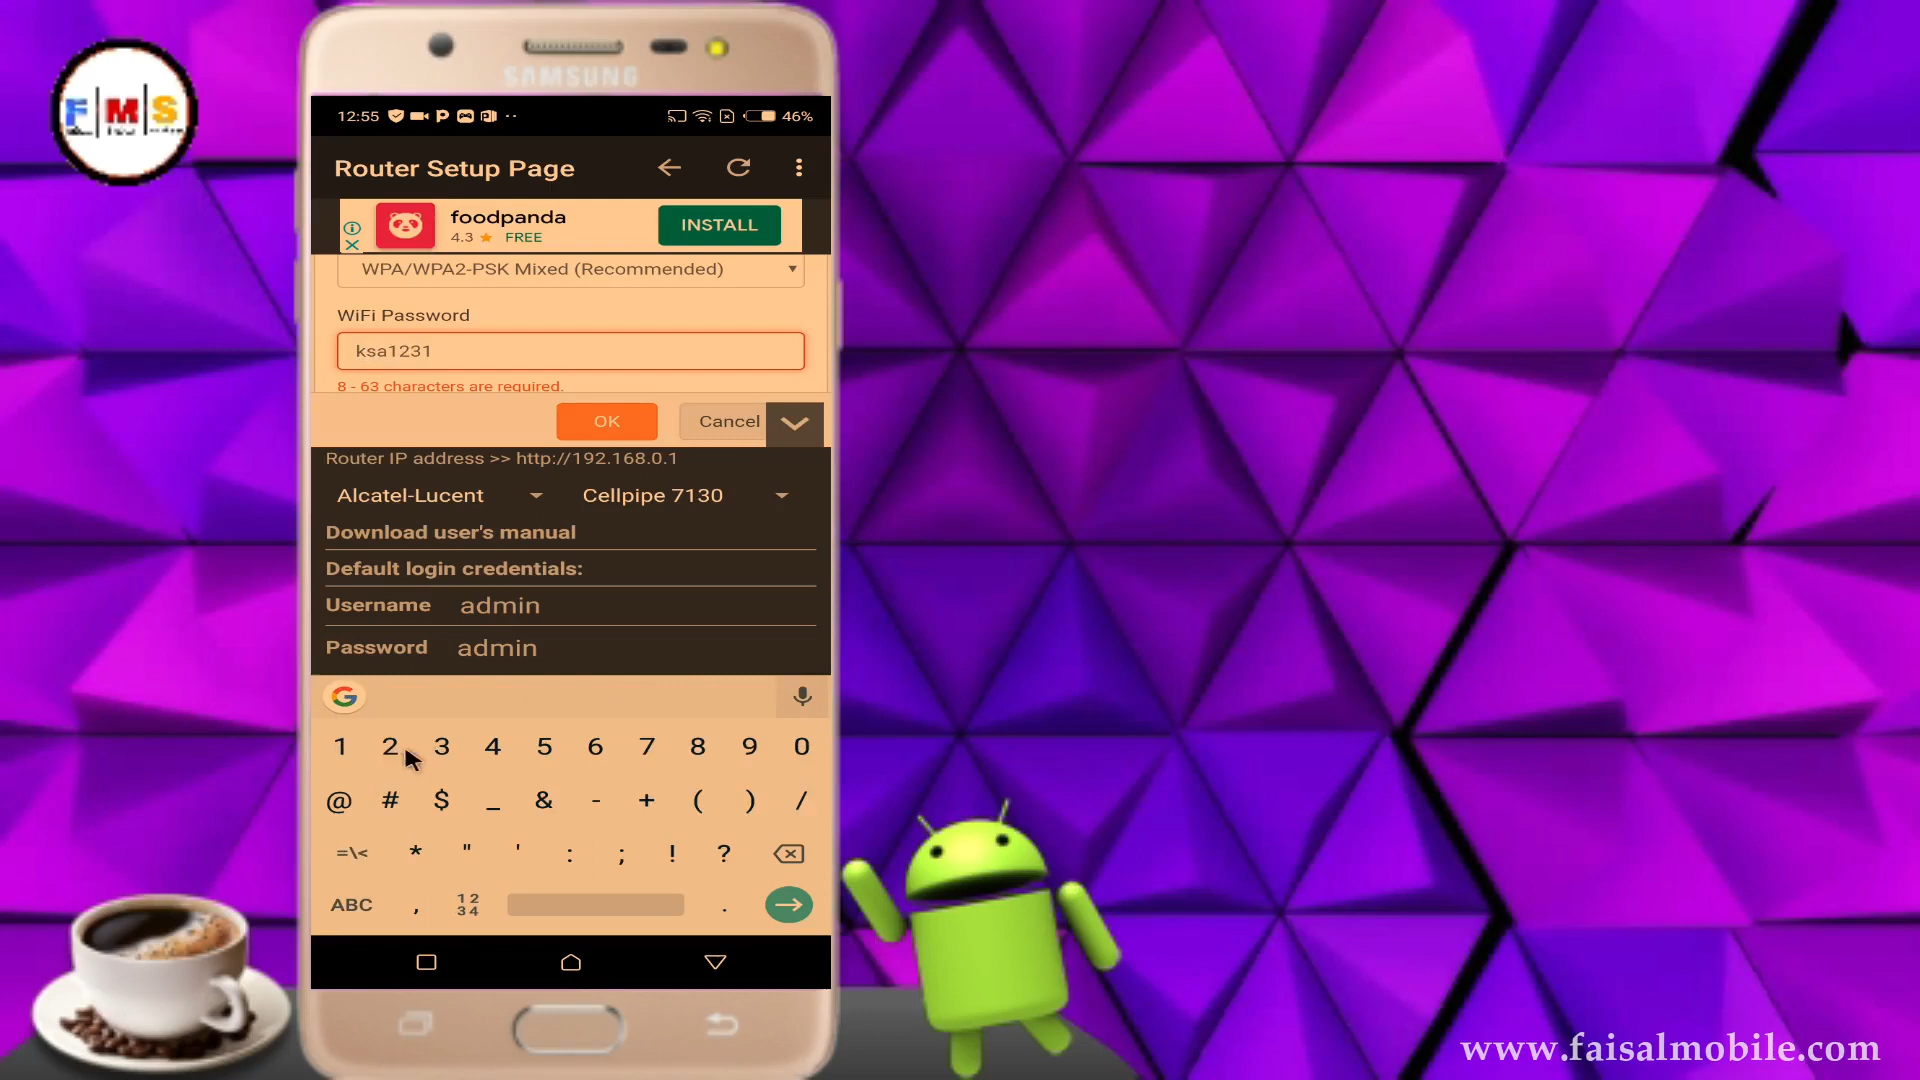 F|M|S
SAMSUNG
12:55
46%
Router Setup Page
foodpanda
4.3 ★ FREE
INSTALL
WPA/WPA2-PSK Mixed (Recommended)
WiFi Password
ksa1231
8 - 63 characters are required.
OK
Cancel
Router IP address >> http://192.168.0.1
Alcatel-Lucent
Cellpipe 7130
Download user's manual
Default login credentials:
Username admin
Password admin
1 2 3 4 5 6 7 8 9 0
@ # $ _ & - + ( ) /
=\< * " ' : ; ! ?
ABC , 12 34 .
www.faisalmobile.com